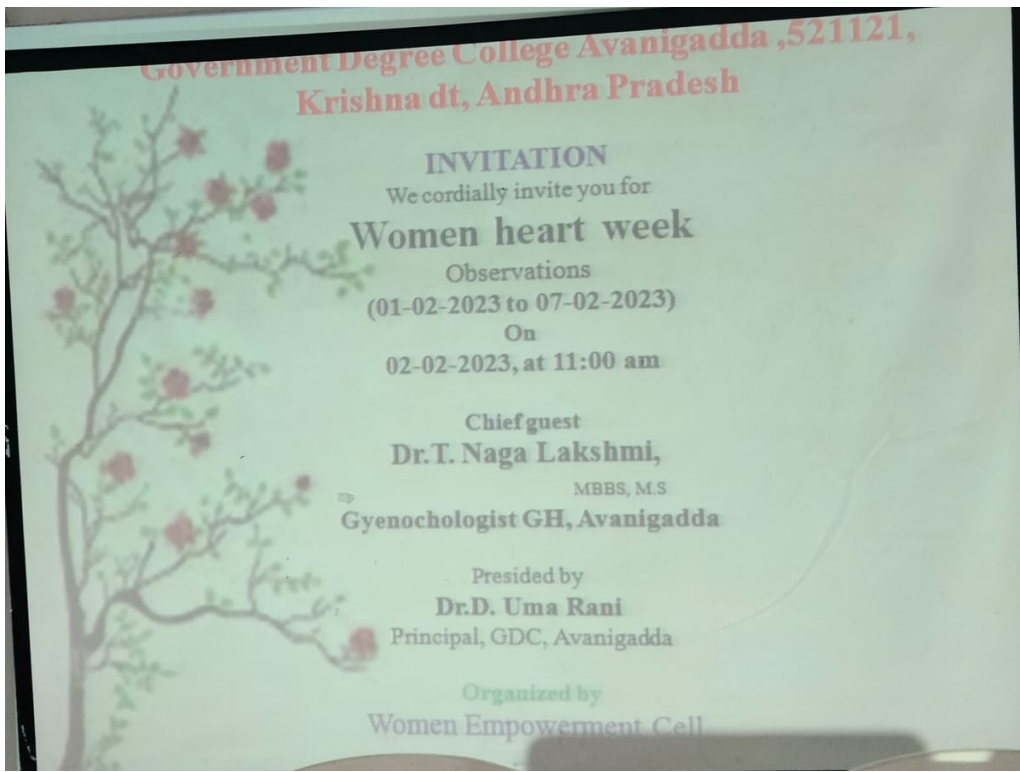 Government Degree College Avanigadda ,521121,
Krishna dt, Andhra Pradesh
INVITATION
We cordially invite you for
Women heart week
Observations
(01-02-2023 to 07-02-2023)
On
02-02-2023, at 11:00 am
Chief guest
Dr.T. Naga Lakshmi,
MBBS, M.S
Gyenochologist GH, Avanigadda
Presided by
Dr.D. Uma Rani
Principal, GDC, Avanigadda
Organized by
Women Empowerment Cell